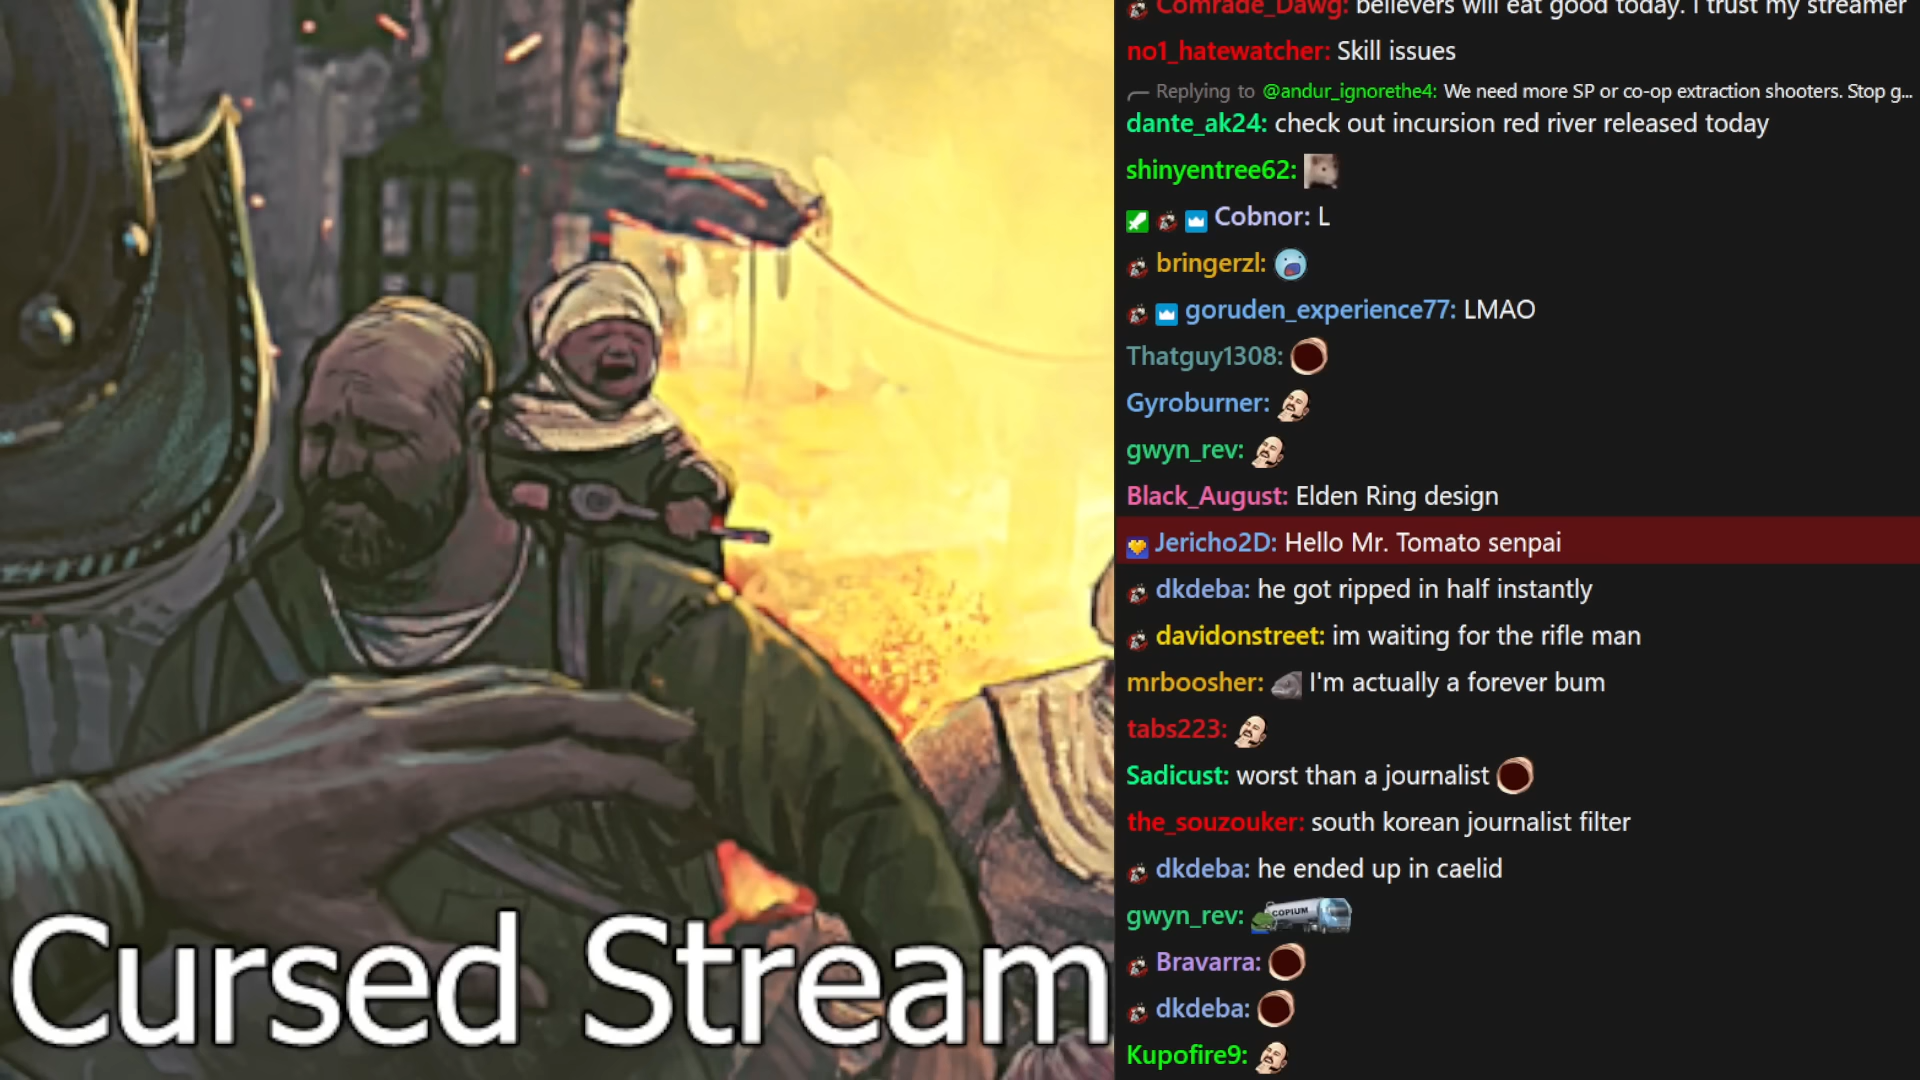 Comrade_Dawg: believers will eat good today. I trust my streamer
no1_hatewatcher: Skill issues
Replying to @andur_ignorethe4: We need more SP or co-op extraction shooters. Stop g...
dante_ak24: check out incursion red river released today
shinyentree62:
Cobnor: L
bringerzl:
goruden_experience77: LMAO
Thatguy1308:
Gyroburner:
gwyn_rev:
Black_August: Elden Ring design
Jericho2D: Hello Mr. Tomato senpai
dkdeba: he got ripped in half instantly
davidonstreet: im waiting for the rifle man
mrboosher: I'm actually a forever bum
tabs223:
Sadicust: worst than a journalist
the_souzouker: south korean journalist filter
dkdeba: he ended up in caelid
gwyn_rev: COPIUM
Bravarra:
dkdeba:
Kupofire9:
Cursed Stream